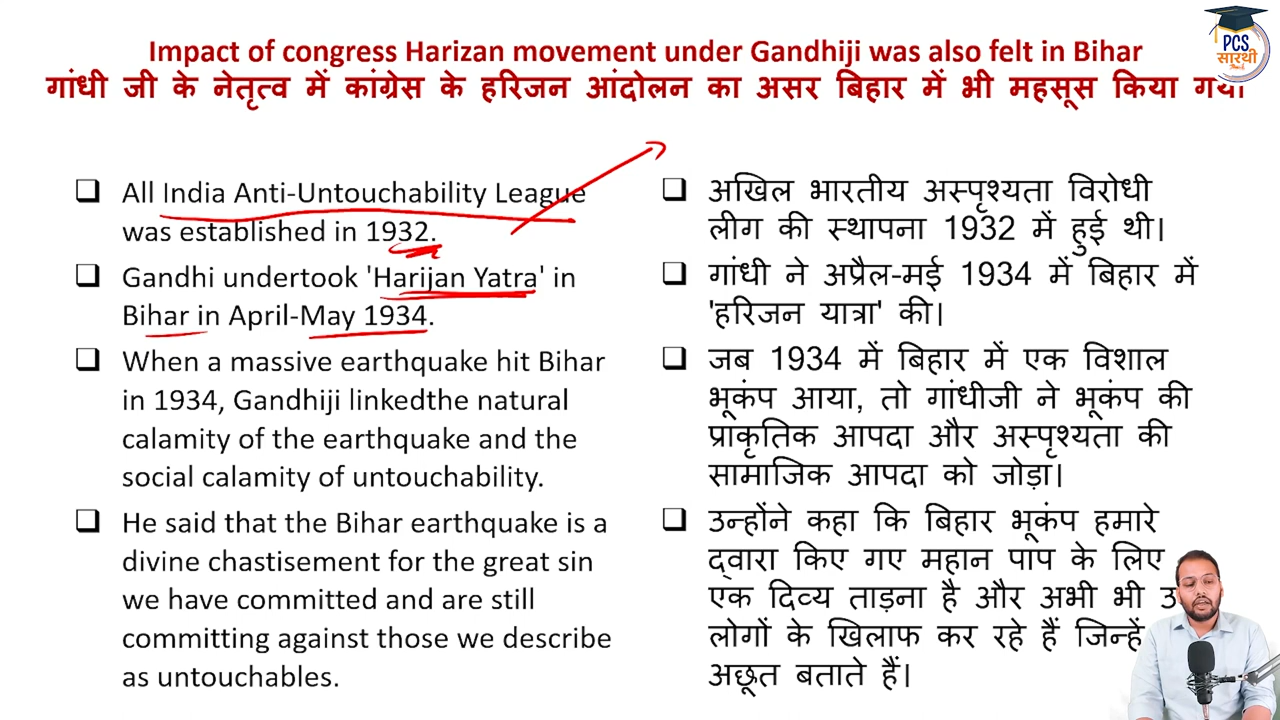 Impact of congress Harizan movement under Gandhiji was also felt in Bihar
गांधी जी के नेतृत्व में कांग्रेस के हरिजन आंदोलन का असर बिहार में भी महसूस किया गया
PCS
सारथी
All India Anti-Untouchability League
was established in 1932.
Gandhi undertook 'Harijan Yatra' in
Bihar in April-May 1934.
When a massive earthquake hit Bihar
in 1934, Gandhiji linkedthe natural
calamity of the earthquake and the
social calamity of untouchability.
He said that the Bihar earthquake is a
divine chastisement for the great sin
we have committed and are still
committing against those we describe
as untouchables.
अखिल भारतीय अस्पृश्यता विरोधी
लीग की स्थापना 1932 में हुई थी।
गांधी ने अप्रैल-मई 1934 में बिहार में
'हरिजन यात्रा' की।
जब 1934 में बिहार में एक विशाल
भूकंप आया, तो गांधीजी ने भूकंप की
प्राकृतिक आपदा और अस्पृश्यता की
सामाजिक आपदा को जोड़ा।
उन्होंने कहा कि बिहार भूकंप हमारे
द्वारा किए गए महान पाप के लिए
एक दिव्य ताड़ना है और अभी भी
लोगों के खिलाफ कर रहे हैं जिन्हें
अछूत बताते हैं।